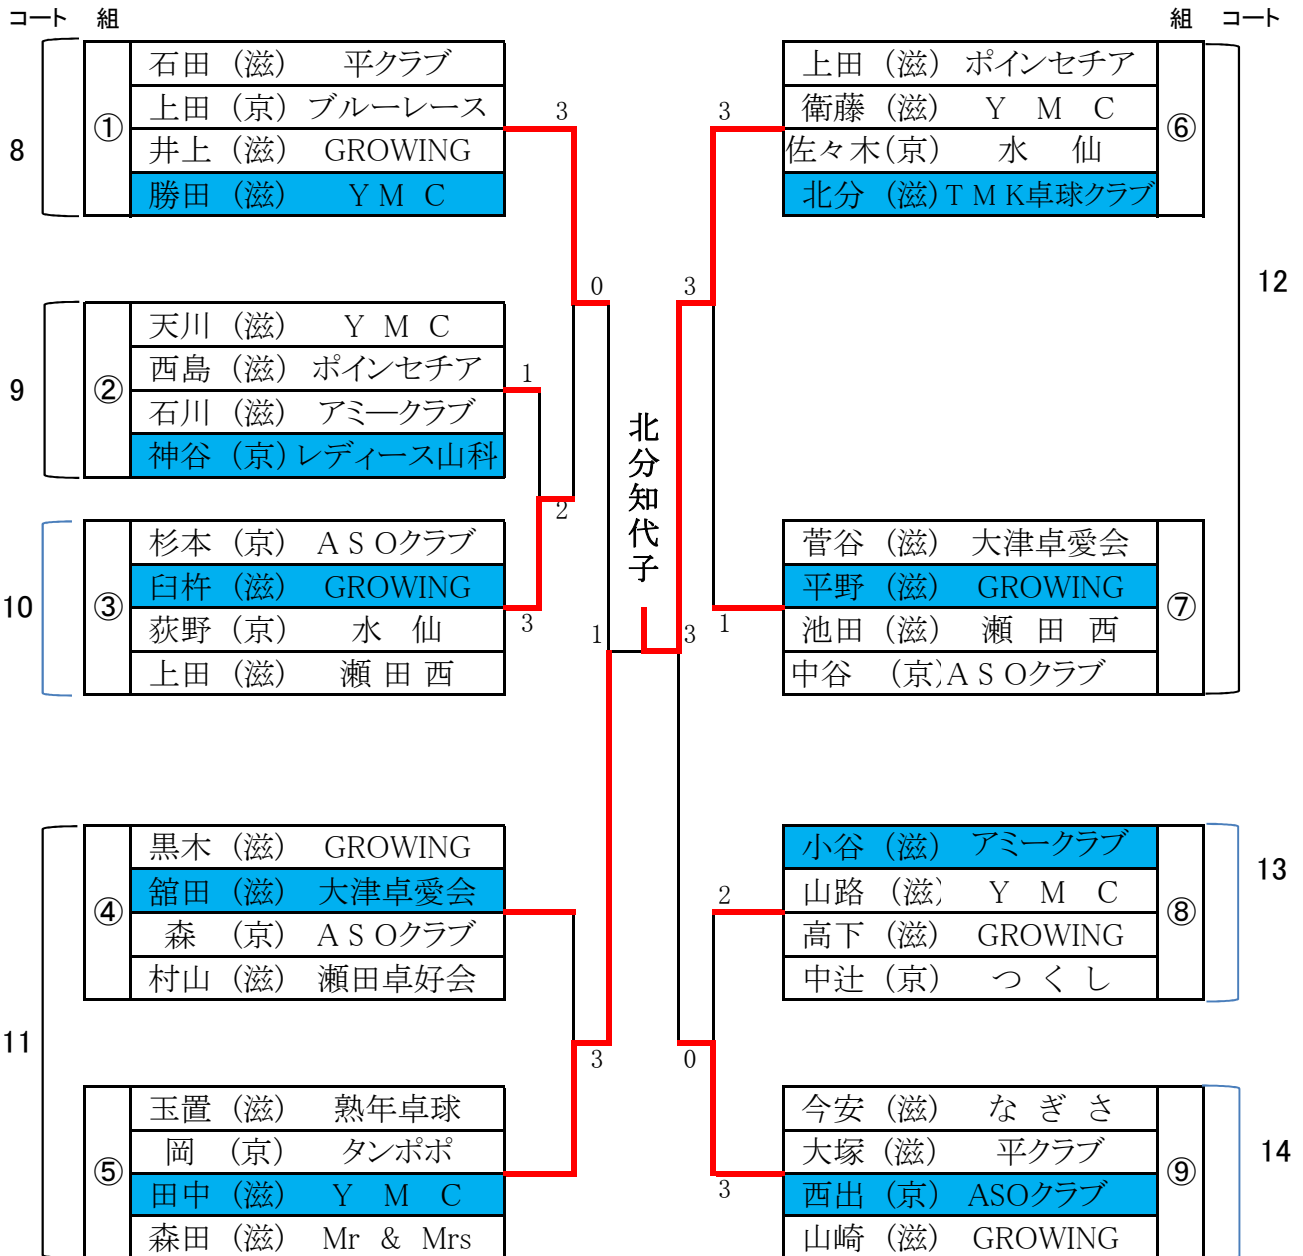 コート 組
8
①
石田 (滋) 平クラブ
上田 (京) ブルーレース
井上 (滋) GROWING
勝田 (滋) Y M C
9
②
天川 (滋) Y M C
西島 (滋) ポインセチア
石川 (滋) アミークラブ
神谷 (京) レディース山科
10
③
杉本 (京) A S Oクラブ
臼杵 (滋) GROWING
荻野 (京) 水 仙
上田 (滋) 瀬 田 西
11
④
黒木 (滋) GROWING
舘田 (滋) 大津卓愛会
森 (京) A S Oクラブ
村山 (滋) 瀬田卓好会
⑤
玉置 (滋) 熟年卓球
岡 (京) タンポポ
田中 (滋) Y M C
森田 (滋) Mr & Mrs
3
0
1
2
3
1
3
北分知代子
3
3
3
1
2
0
3
組 コート
12
⑥
上田 (滋) ポインセチア
衛藤 (滋) Y M C
佐々木(京) 水 仙
北分 (滋) T M K卓球クラブ
⑦
菅谷 (滋) 大津卓愛会
平野 (滋) GROWING
池田 (滋) 瀬 田 西
中谷 (京) A S Oクラブ
13
⑧
小谷 (滋) アミークラブ
山路 (滋) Y M C
高下 (滋) GROWING
中辻 (京) つ く し
14
⑨
今安 (滋) な ぎ さ
大塚 (滋) 平クラブ
西出 (京) ASOクラブ
山崎 (滋) GROWING